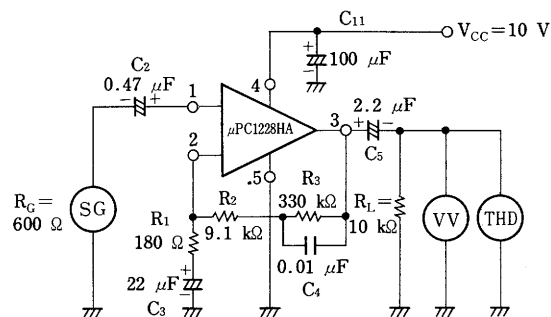 C11
VCC=10 V
C2
0.47 μF
100 μF
4
1
2.2 μF
μPC1228HA
3
C5
2
.5
R3
R2
330 kΩ
RL=
10 kΩ
RG=
600 Ω
SG
R1
180 Ω
9.1 kΩ
VV
THD
0.01 μF
C4
22 μF
C3